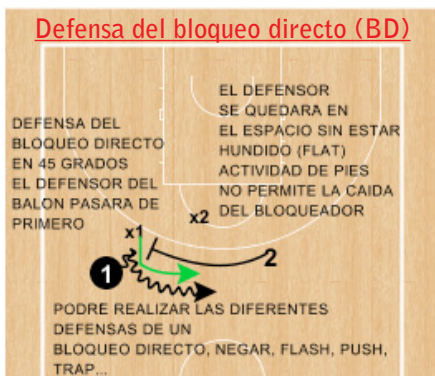 Defensa del bloqueo directo (BD)
DEFENSA DEL
BLOQUEO DIRECTO
EN 45 GRADOS
EL DEFENSOR DEL
BALON PASARA DE
PRIMERO
EL DEFENSOR
SE QUEDARA EN
EL ESPACIO SIN ESTAR
HUNDIDO (FLAT)
ACTIVIDAD DE PIES
NO PERMITE LA CAIDA
DEL BLOQUEADOR
x2
x1
2
1
PODRE REALIZAR LAS DIFERENTES
DEFENSAS DE UN
BLOQUEO DIRECTO, NEGAR, FLASH, PUSH,
TRAP...